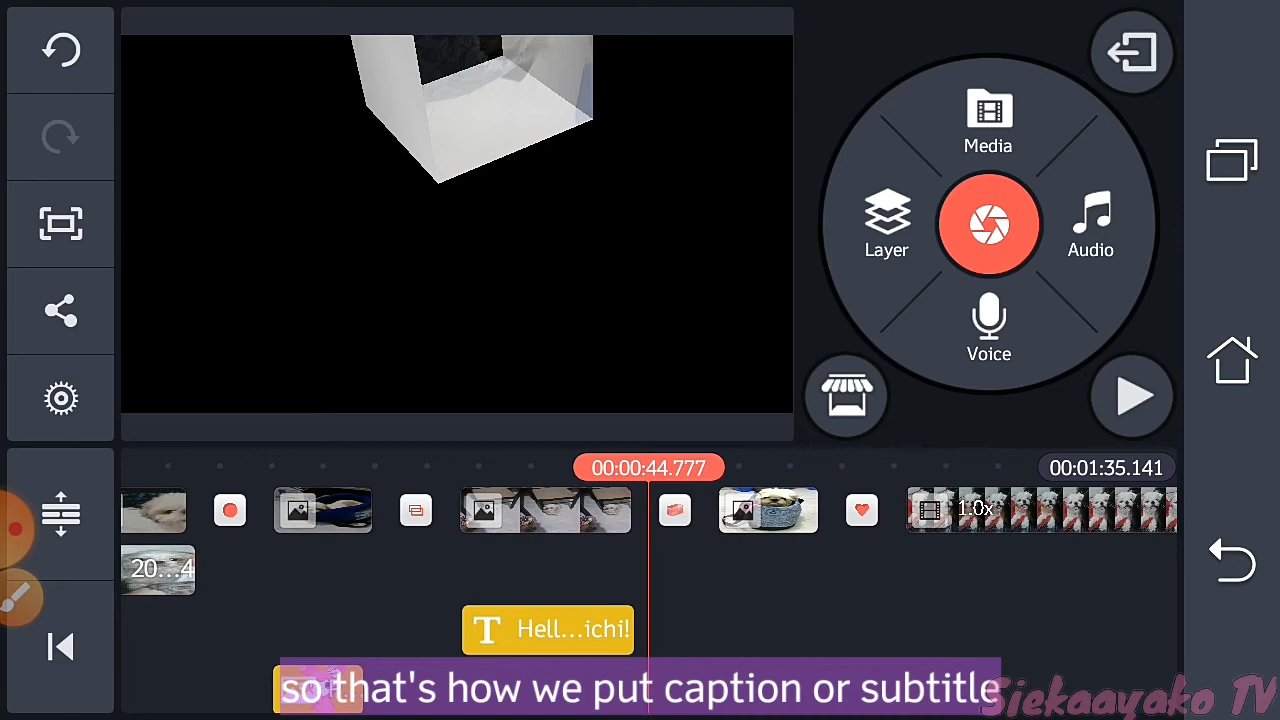 Media
Layer
Audio
Voice
00:00:44.777
00:01:35.141
1.0x
20...4
T Hell...ichi!
so that's how we put caption or subtitle
Siekaayako TV